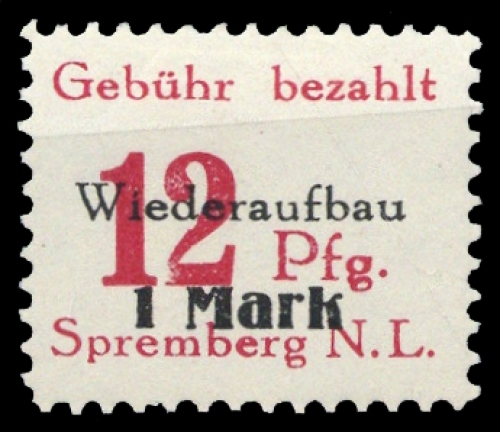 Gebühr bezahlt
Wiederaufbau
12 Pfg.
1 Mark
Spremberg N.L.